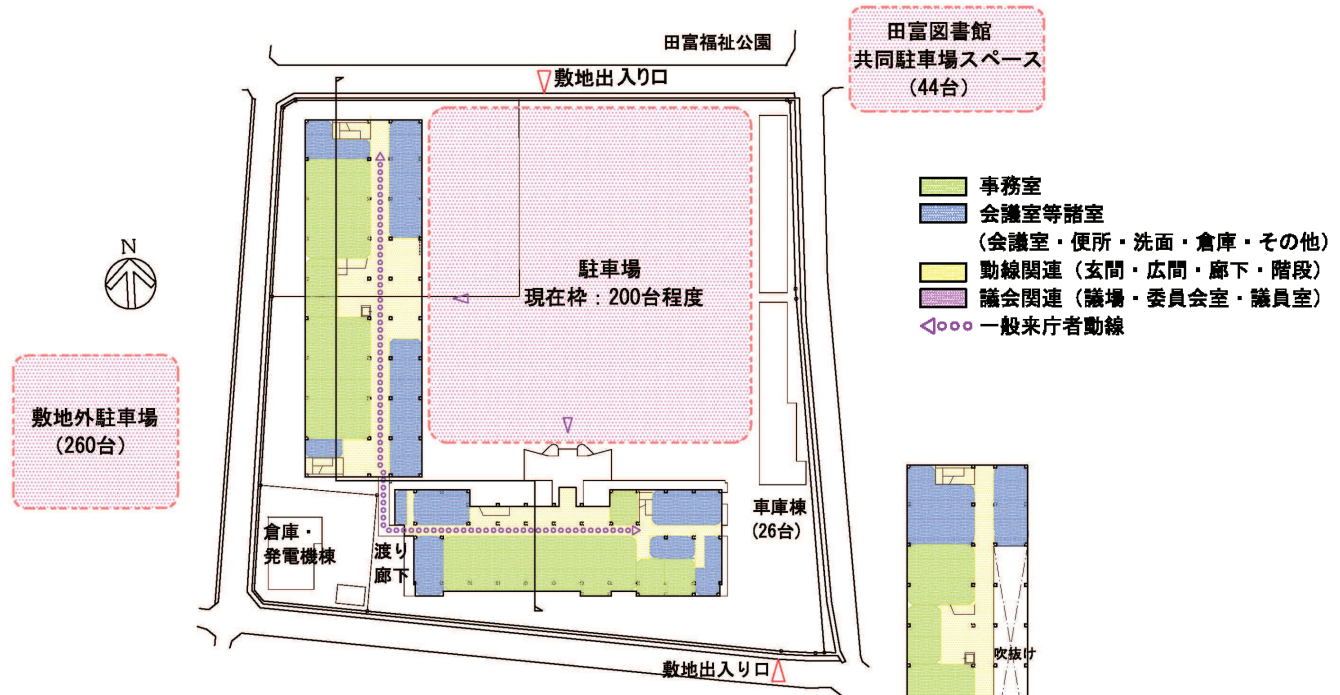 田富福祉公園
田富図書館
共同駐車場スペース
(44台)
敷地出入り口
事務室
会議室等諸室
(会議室・便所・洗面・倉庫・その他)
動線関連（玄関・広間・廊下・階段）
議会関連（議場・委員会室・議員室）
一般来庁者動線
N
駐車場
現在枠：200台程度
敷地外駐車場
(260台)
車庫棟
(26台)
倉庫・
発電機棟
渡り
廊下
吹抜け
敷地出入り口